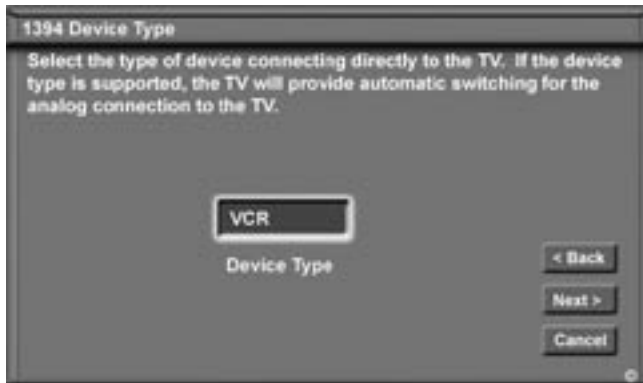 1394 Device Type
Select the type of device connecting directly to the TV. If the device
type is supported, the TV will provide automatic switching for the
analog connection to the TV.
VCR
Device Type
< Back
Next >
Cancel
©